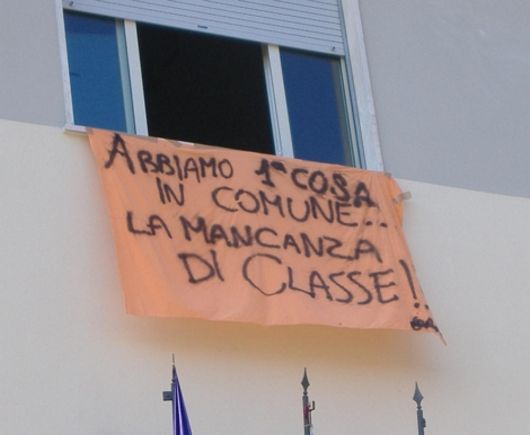 ABBIAMO 1ª COSA
IN COMUNE...
LA MANCANZA
DI CLASSE!..